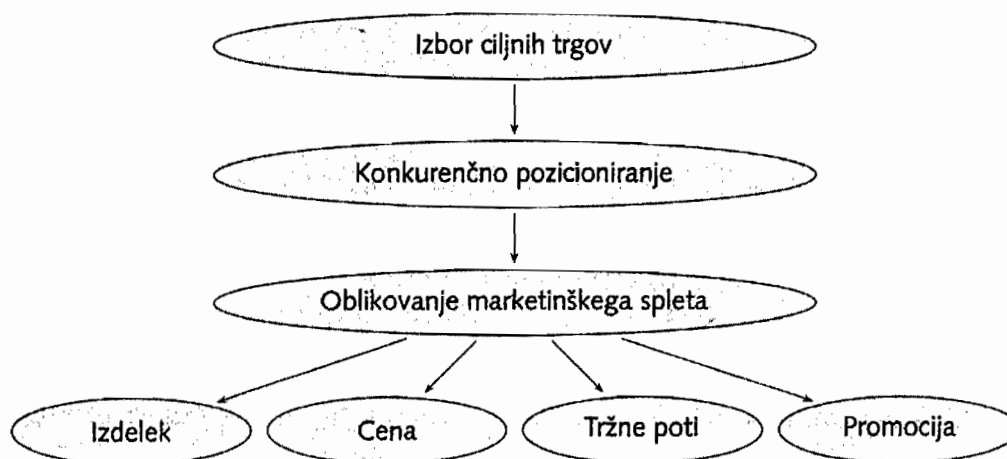 Izbor ciljnih trgov
Konkurenčno pozicioniranje
Oblikovanje marketinškega spleta
Izdelek
Cena
Tržne poti
Promocija